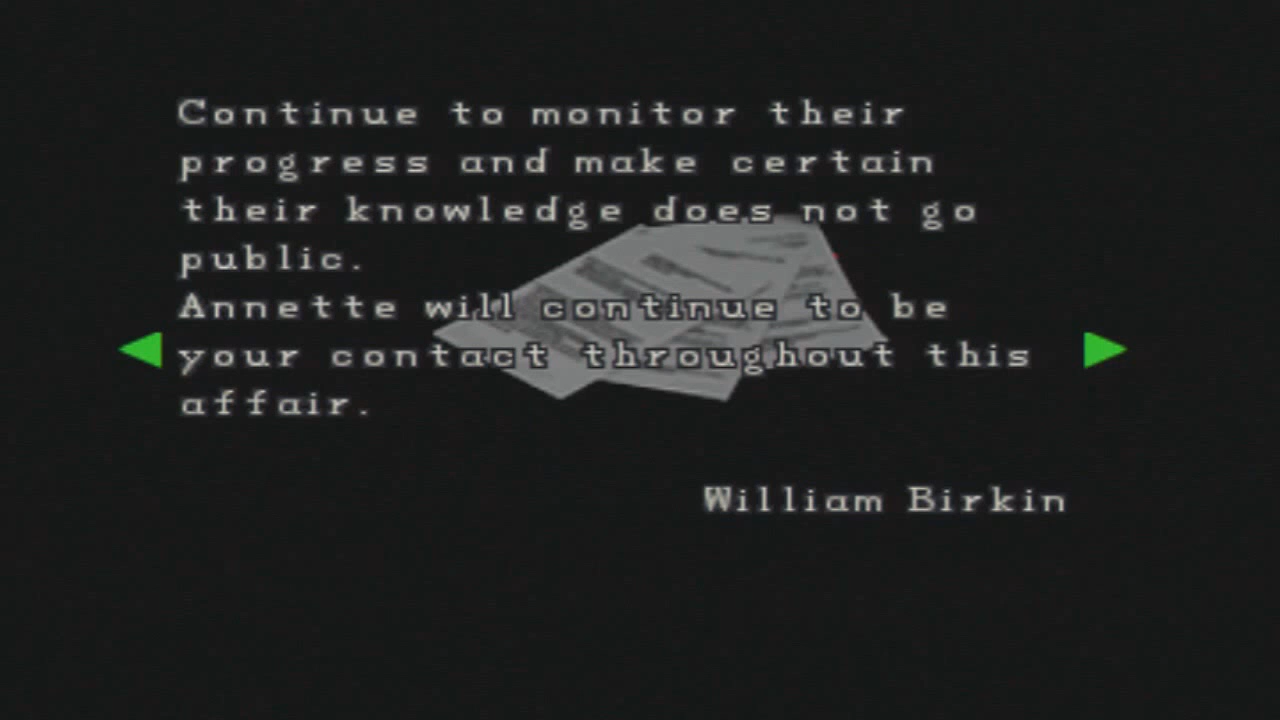 Continue to monitor their
progress and make certain
their knowledge does not go
public.
Annette will continue to be
your contact throughout this
affair.
William Birkin